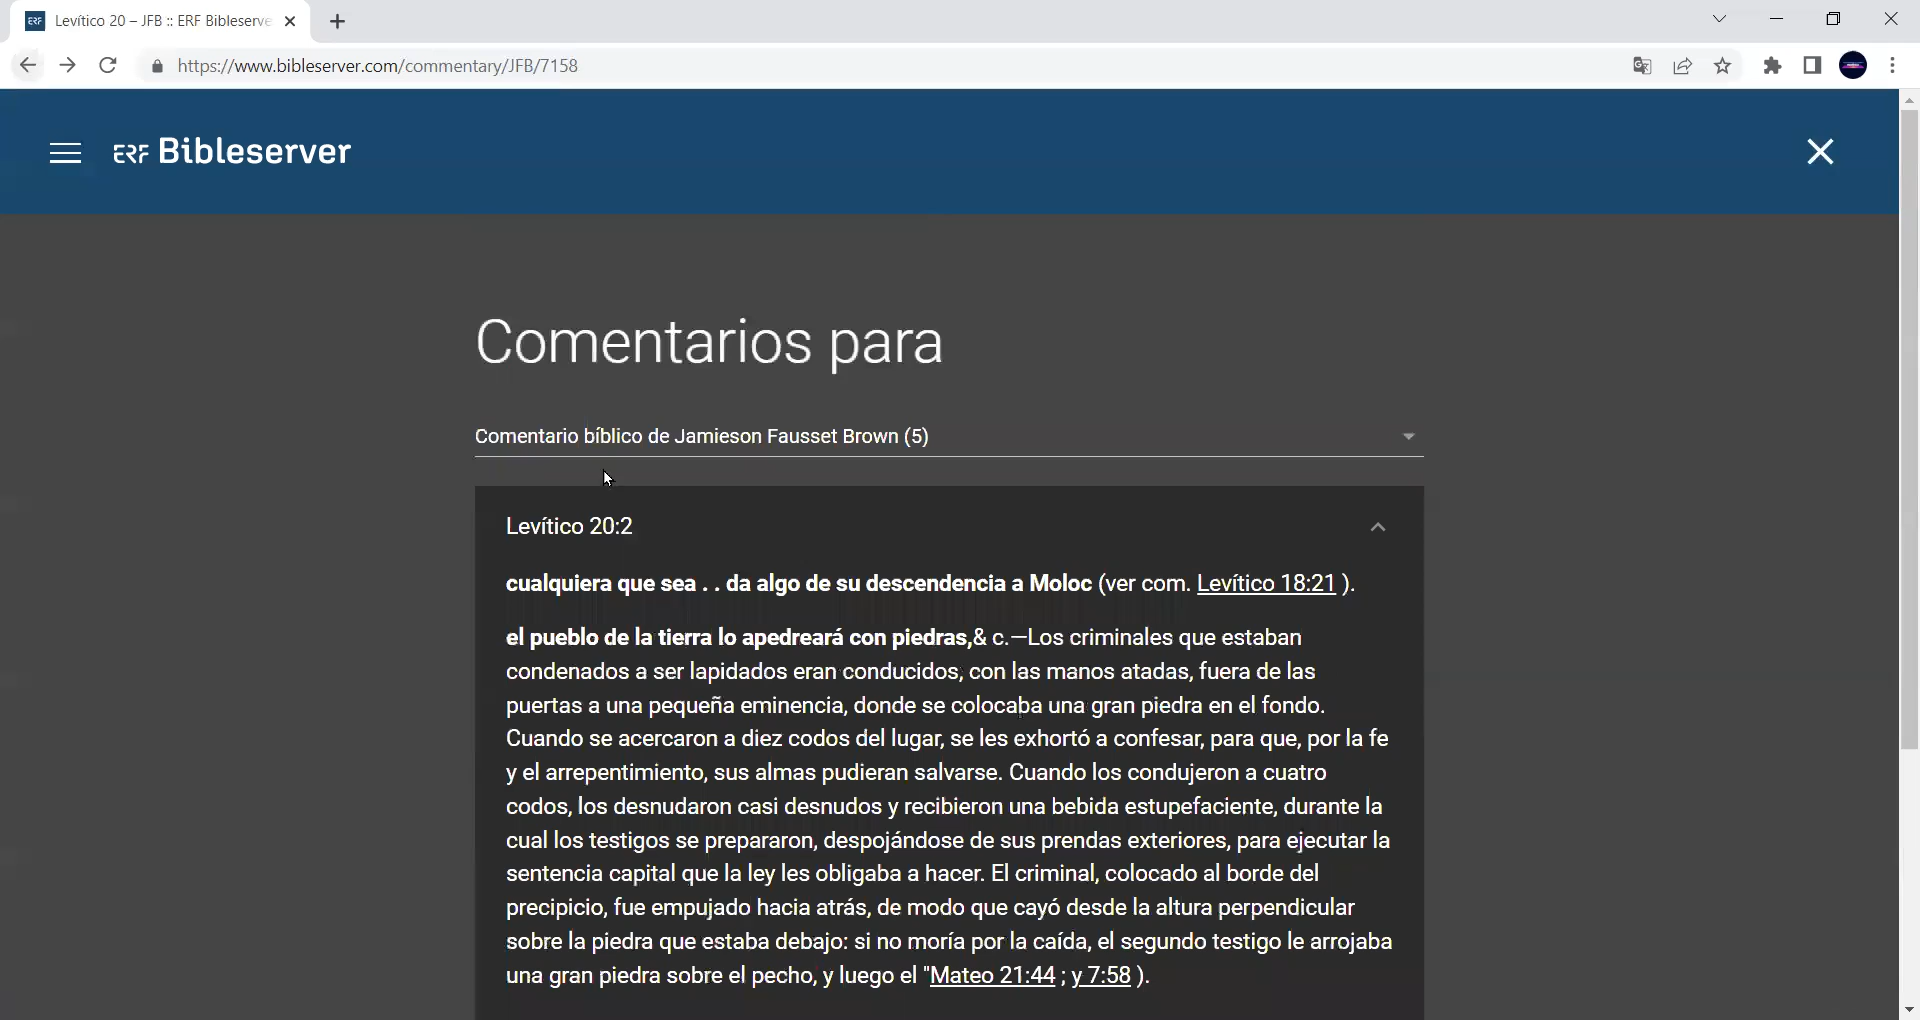 Levítico 20 – JFB :: ERF Bibleserve
https://www.bibleserver.com/commentary/JFB/7158
ERF Bibleserver
Comentarios para
Comentario bíblico de Jamieson Fausset Brown (5)
Levítico 20:2
cualquiera que sea . . da algo de su descendencia a Moloc (ver com. Levítico 18:21 ).
el pueblo de la tierra lo apedreará con piedras,& c.—Los criminales que estaban
condenados a ser lapidados eran conducidos, con las manos atadas, fuera de las
puertas a una pequeña eminencia, donde se colocaba una gran piedra en el fondo.
Cuando se acercaron a diez codos del lugar, se les exhortó a confesar, para que, por la fe
y el arrepentimiento, sus almas pudieran salvarse. Cuando los condujeron a cuatro
codos, los desnudaron casi desnudos y recibieron una bebida estupefaciente, durante la
cual los testigos se prepararon, despojándose de sus prendas exteriores, para ejecutar la
sentencia capital que la ley les obligaba a hacer. El criminal, colocado al borde del
precipicio, fue empujado hacia atrás, de modo que cayó desde la altura perpendicular
sobre la piedra que estaba debajo: si no moría por la caída, el segundo testigo le arrojaba
una gran piedra sobre el pecho, y luego el "Mateo 21:44 ; y 7:58 ).